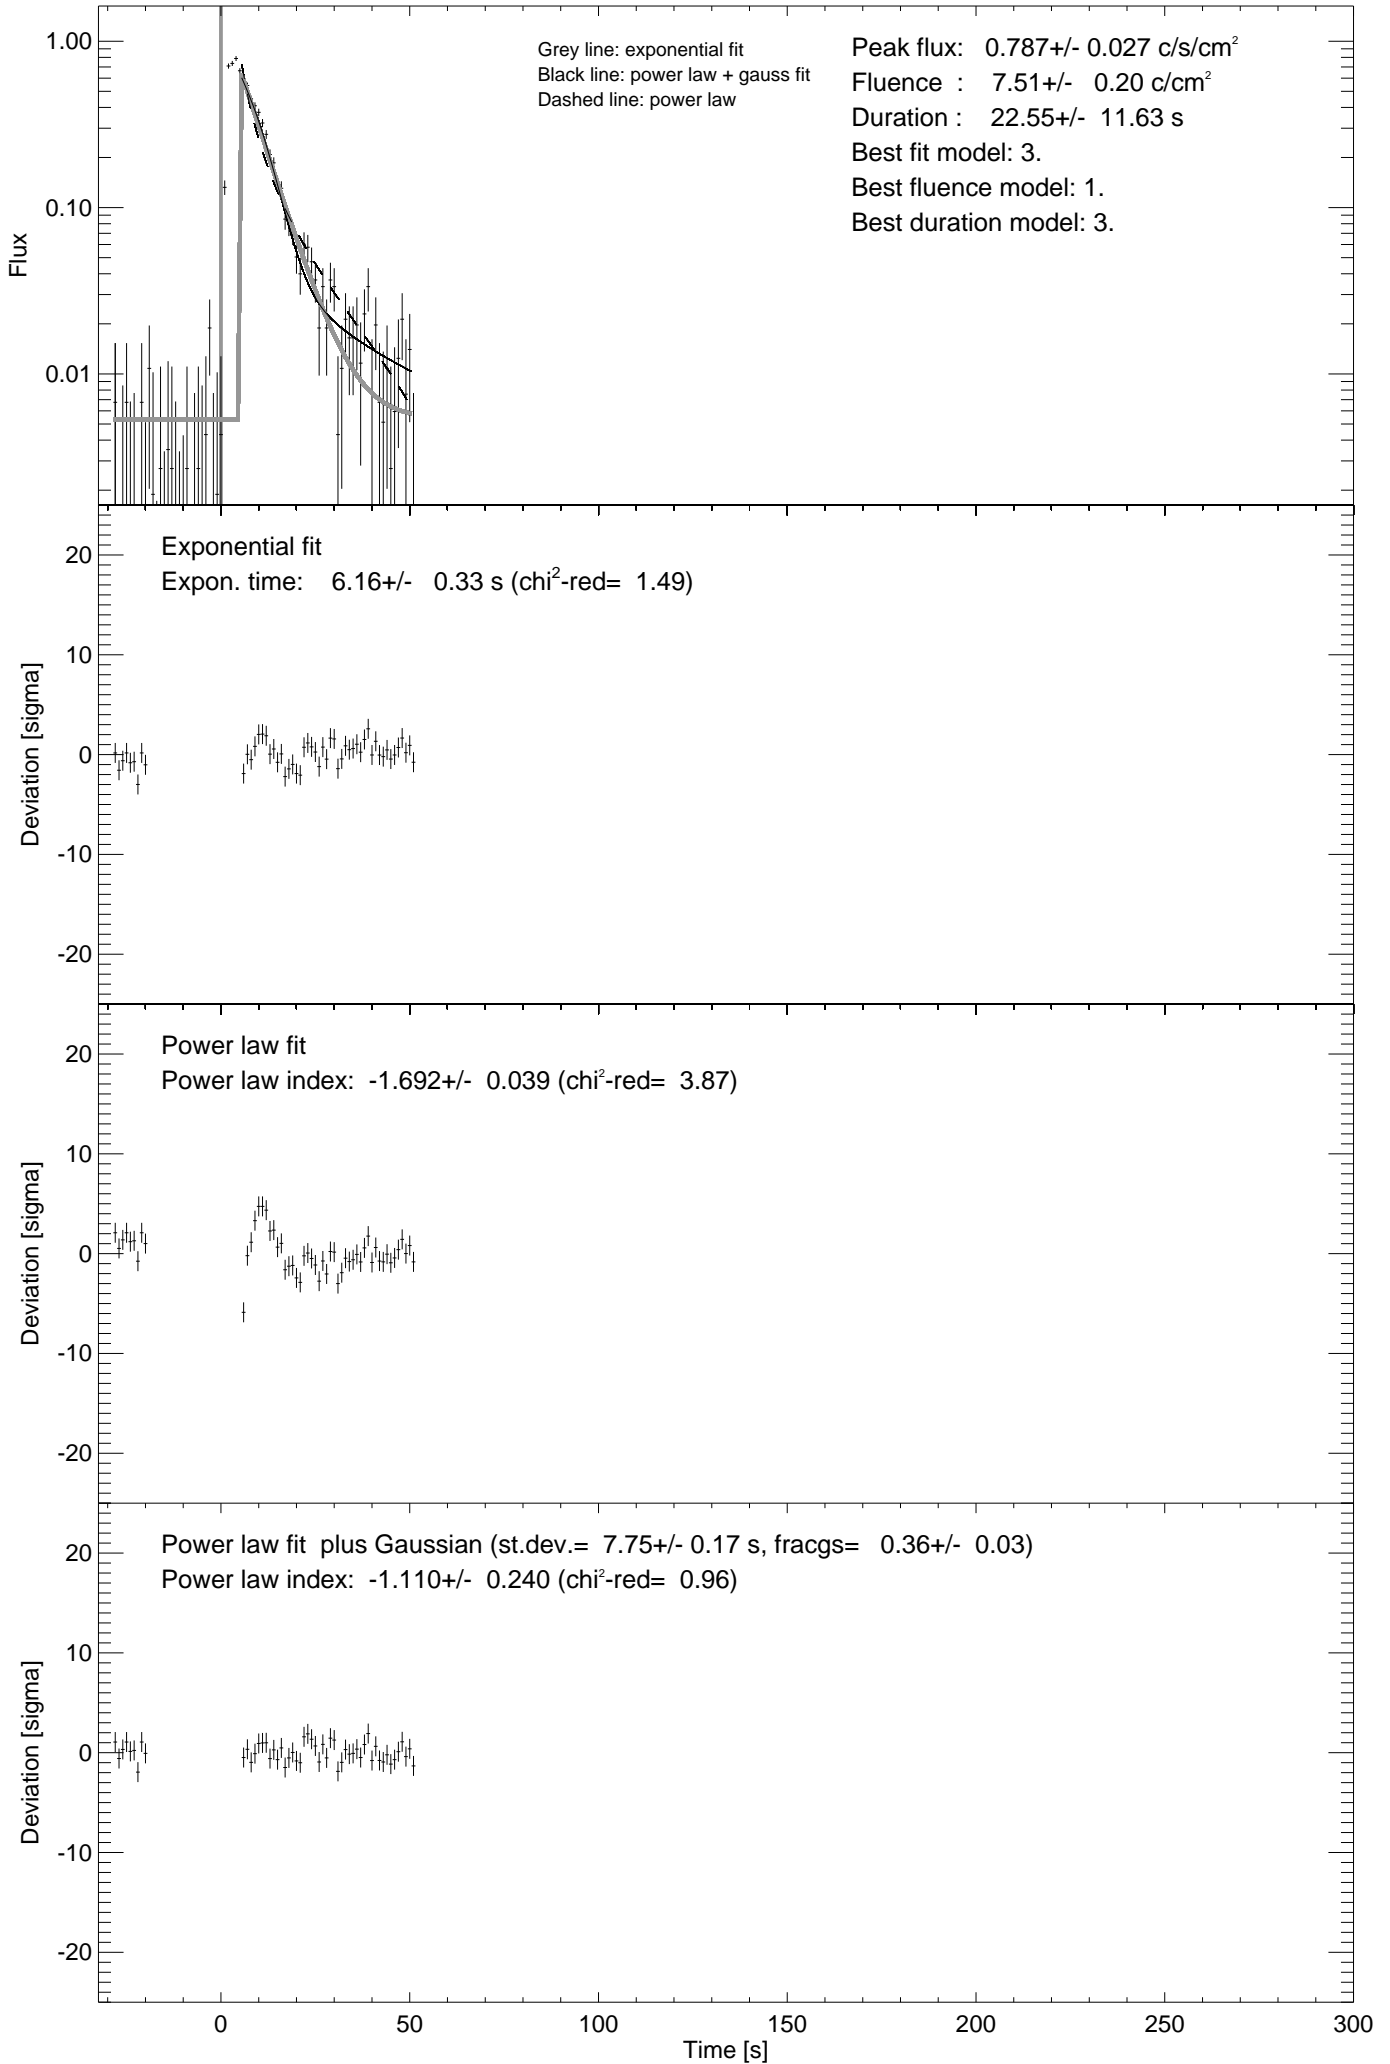 Grey line: exponential fit
Black line: power law + gauss fit
Dashed line: power law
Peak flux: 0.787+/- 0.027 c/s/cm²
Fluence : 7.51+/- 0.20 c/cm²
Duration : 22.55+/- 11.63 s
Best fit model: 3.
Best fluence model: 1.
Best duration model: 3.
1.00
0.10
0.01
Flux
Exponential fit
Expon. time: 6.16+/- 0.33 s (chi²-red= 1.49)
20
10
0
-10
-20
Deviation [sigma]
Power law fit
Power law index: -1.692+/- 0.039 (chi²-red= 3.87)
20
10
0
-10
-20
Deviation [sigma]
Power law fit plus Gaussian (st.dev.= 7.75+/- 0.17 s, fracgs= 0.36+/- 0.03)
Power law index: -1.110+/- 0.240 (chi²-red= 0.96)
20
10
0
-10
-20
Deviation [sigma]
0 50 100 150 200 250 300
Time [s]